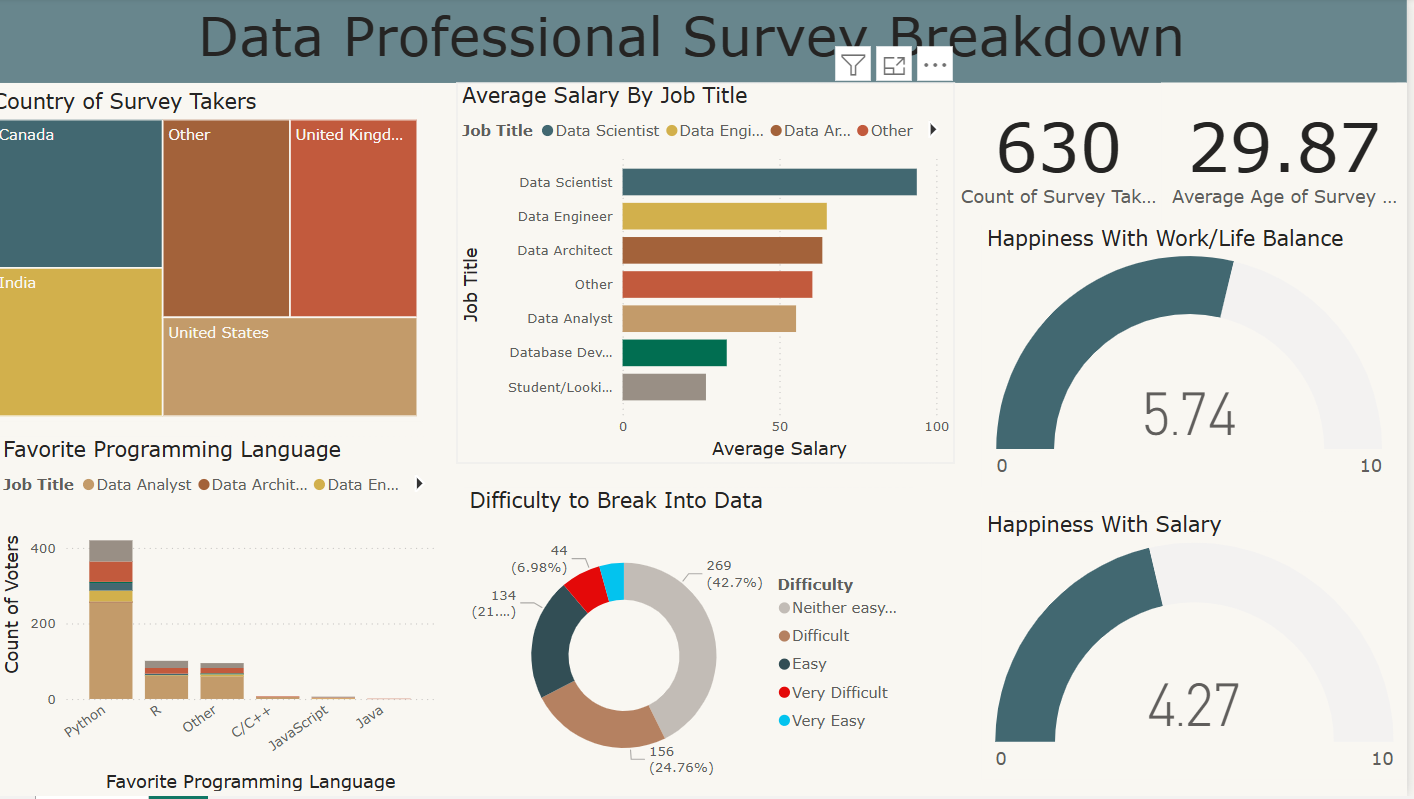 Data Professional Survey Breakdown
Country of Survey Takers
Canada
Other
United Kingd...
India
United States
Average Salary By Job Title
Job Title
Data Scientist
Data Engi...
Data Ar...
Other
Job Title
Data Scientist
Data Engineer
Data Architect
Other
Data Analyst
Database Dev...
Student/Looki...
0
50
100
Average Salary
630
Count of Survey Tak...
29.87
Average Age of Survey ...
Happiness With Work/Life Balance
5.74
0
10
Favorite Programming Language
Job Title
Data Analyst
Data Archit...
Data En...
Count of Voters
400
200
0
Python
R
Other
C/C++
JavaScript
Java
Favorite Programming Language
Difficulty to Break Into Data
44
(6.98%)
269
(42.7%)
134
(21....)
156
(24.76%)
Difficulty
Neither easy...
Difficult
Easy
Very Difficult
Very Easy
Happiness With Salary
4.27
0
10